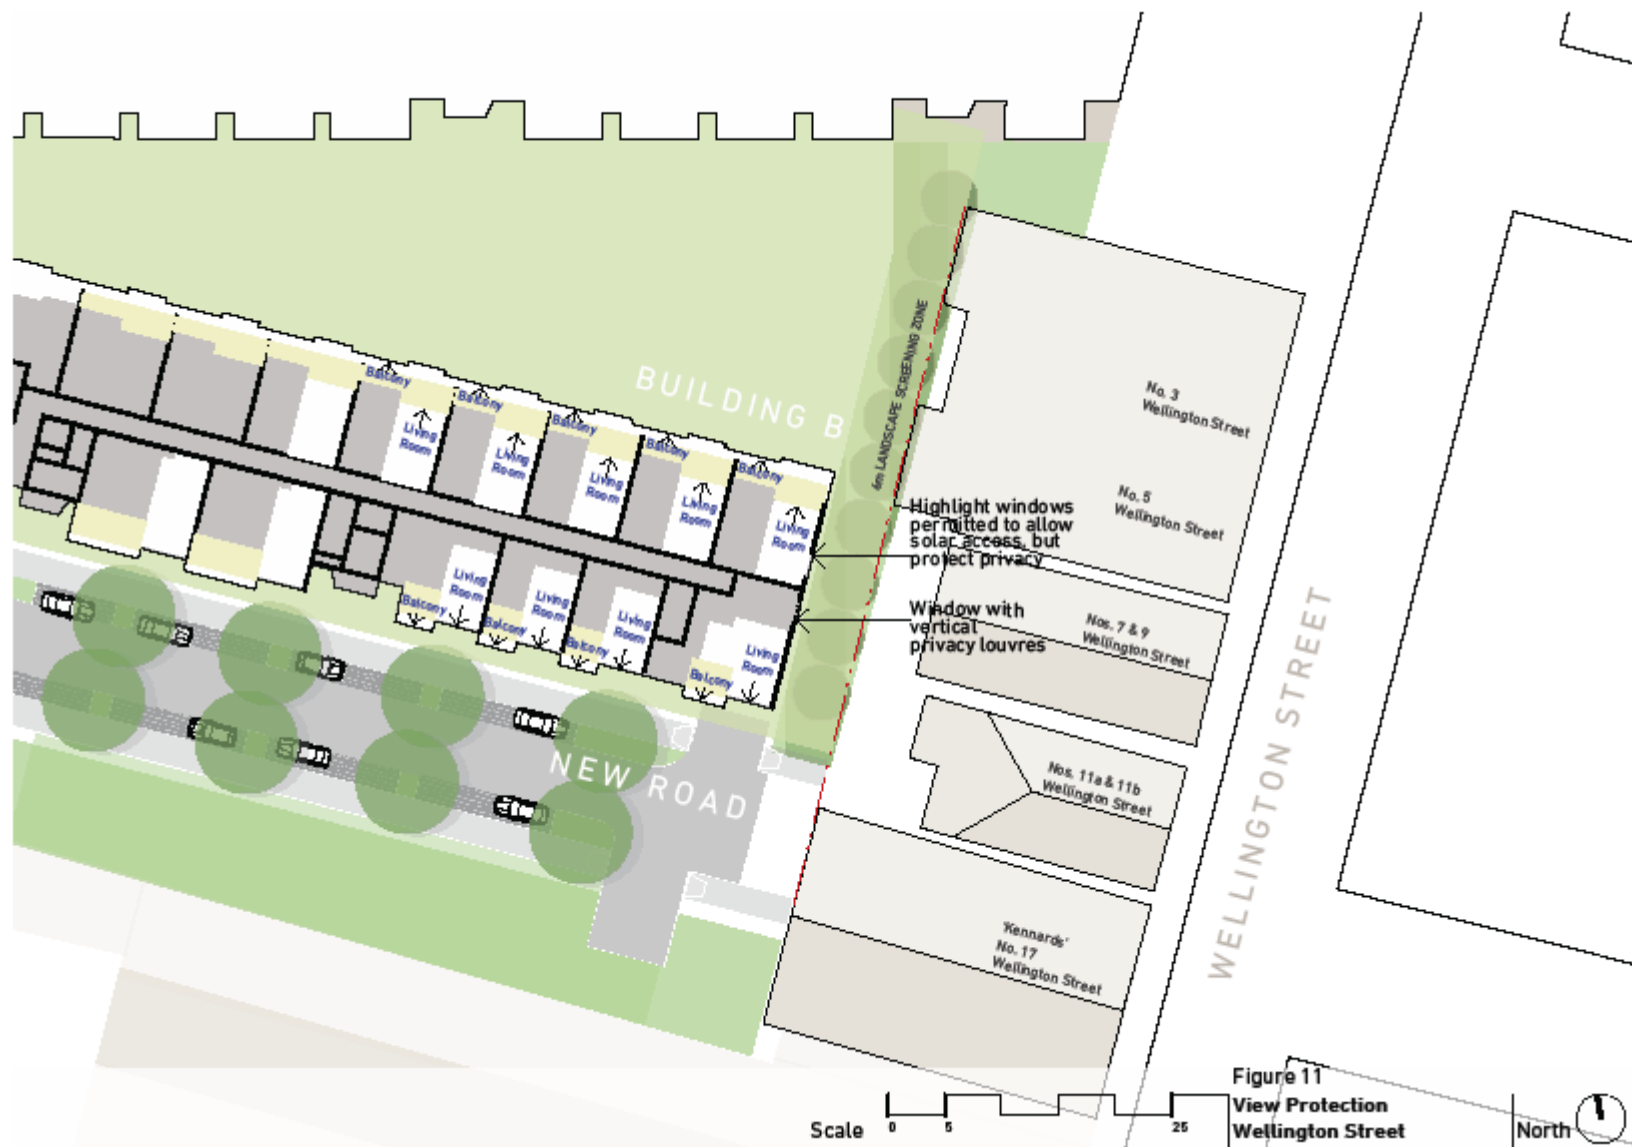 BUILDING B
6m LANDSCAPE SCREENING ZONE
No. 3
Wellington Street
No. 5
Wellington Street
Balcony
Balcony
Balcony
Balcony
Balcony
Living
Room
Living
Room
Living
Room
Living
Room
Living
Room
Highlight windows
permitted to allow
solar access, but
protect privacy
Window with
vertical
privacy louvres
Living
Room
Living
Room
Living
Room
Living
Room
Balcony
Balcony
Balcony
Balcony
Nos. 7 & 9
Wellington Street
Nos. 11a & 11b
Wellington Street
NEW ROAD
WELLINGTON STREET
'Kennards'
No. 17
Wellington Street
Figure 11
View Protection
Wellington Street
Scale
0
5
25
North